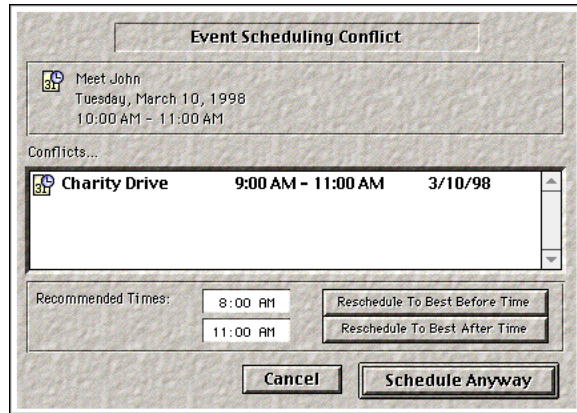 Event Scheduling Conflict
Meet John
Tuesday, March 10, 1998
10:00 AM - 11:00 AM
Conflicts...
31 Charity Drive 9:00 AM - 11:00 AM 3/10/98
Recommended Times: 8:00 AM Reschedule To Best Before Time
11:00 AM Reschedule To Best After Time
Cancel Schedule Anyway